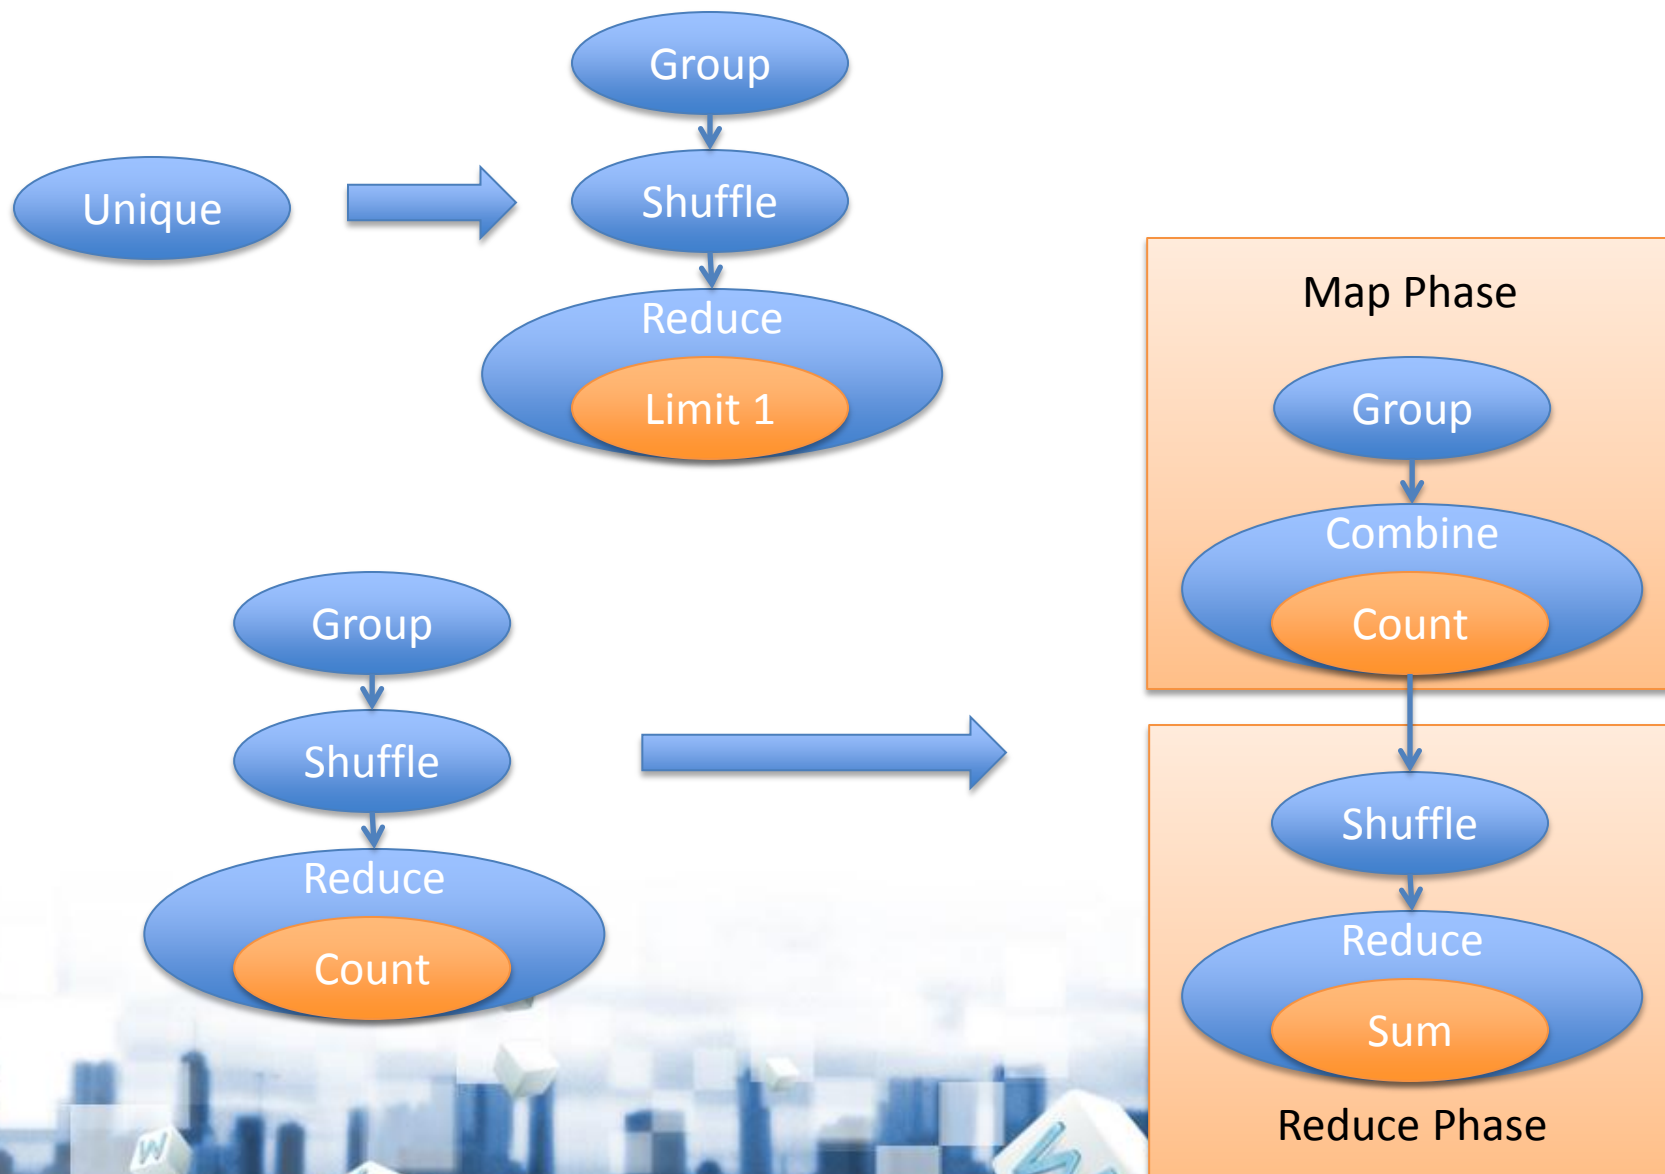 Group
Unique
Shuffle
Reduce
Limit 1
Group
Shuffle
Reduce
Count
Map Phase
Group
Combine
Count
Shuffle
Reduce
Sum
Reduce Phase
W